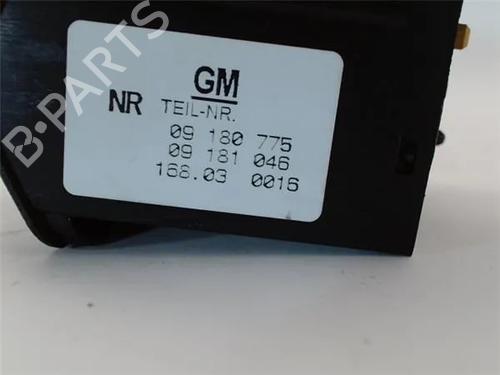 B-PARTS
GM
NR TEIL-NR.
09 180 775
09 181 046
168.03 0016